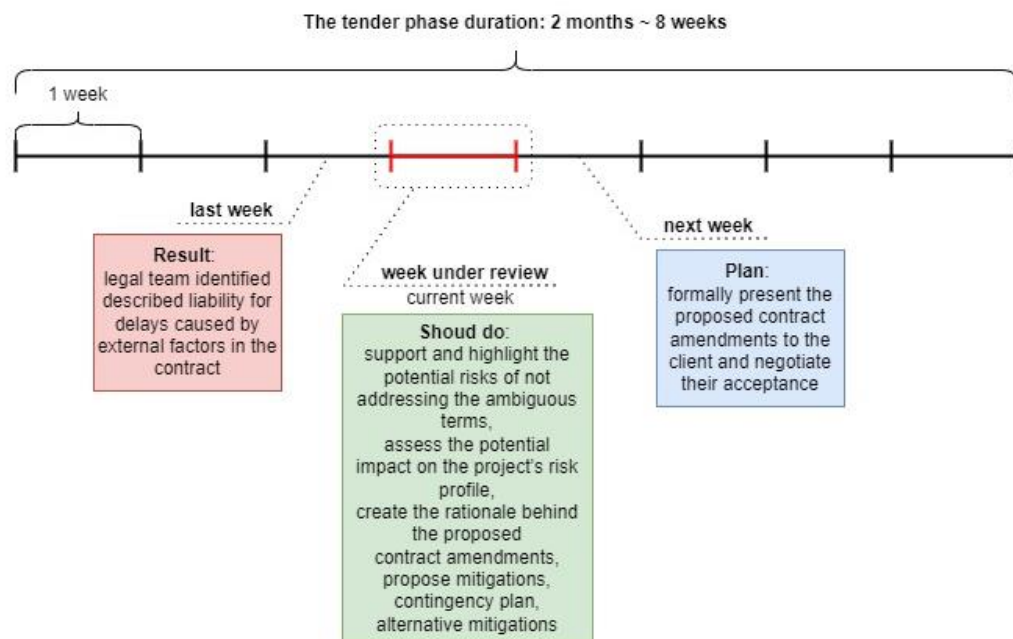 The tender phase duration: 2 months ~ 8 weeks
1 week
last week
Result:
legal team identified
described liability for
delays caused by
external factors in the
contract
week under review
current week
Shoud do:
support and highlight the
potential risks of not
addressing the ambiguous
terms,
assess the potential
impact on the project's risk
profile,
create the rationale behind
the proposed
contract amendments,
propose mitigations,
contingency plan,
alternative mitigations
next week
Plan:
formally present the
proposed contract
amendments to the
client and negotiate
their acceptance